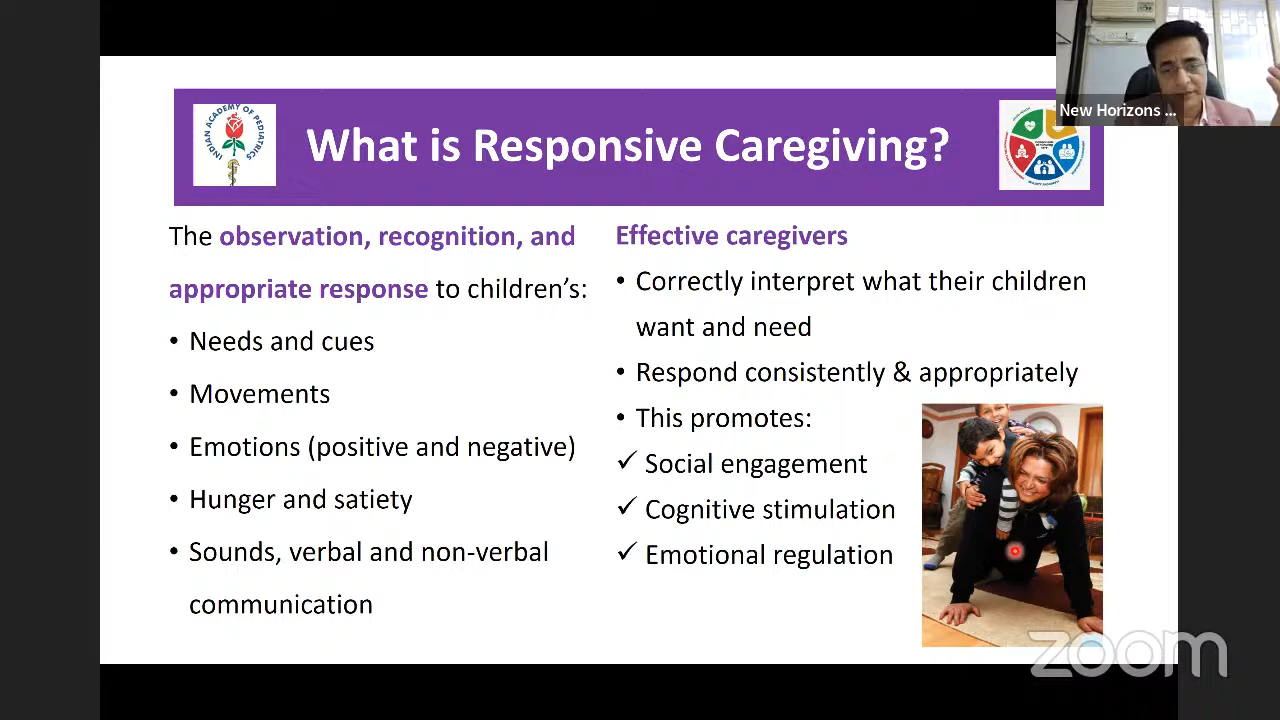 What is Responsive Caregiving?
INDIAN ACADEMY OF PEDIATRICS
New Horizons ...
The observation, recognition, and
appropriate response to children’s:
• Needs and cues
• Movements
• Emotions (positive and negative)
• Hunger and satiety
• Sounds, verbal and non-verbal
communication
Effective caregivers
• Correctly interpret what their children
want and need
• Respond consistently & appropriately
• This promotes:
✓ Social engagement
✓ Cognitive stimulation
✓ Emotional regulation
zoom